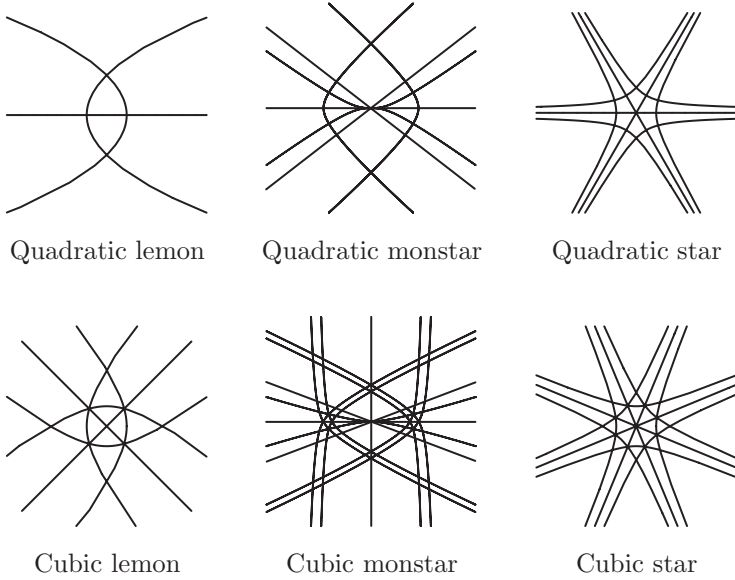 Quadratic lemon
Quadratic monstar
Quadratic star
Cubic lemon
Cubic monstar
Cubic star